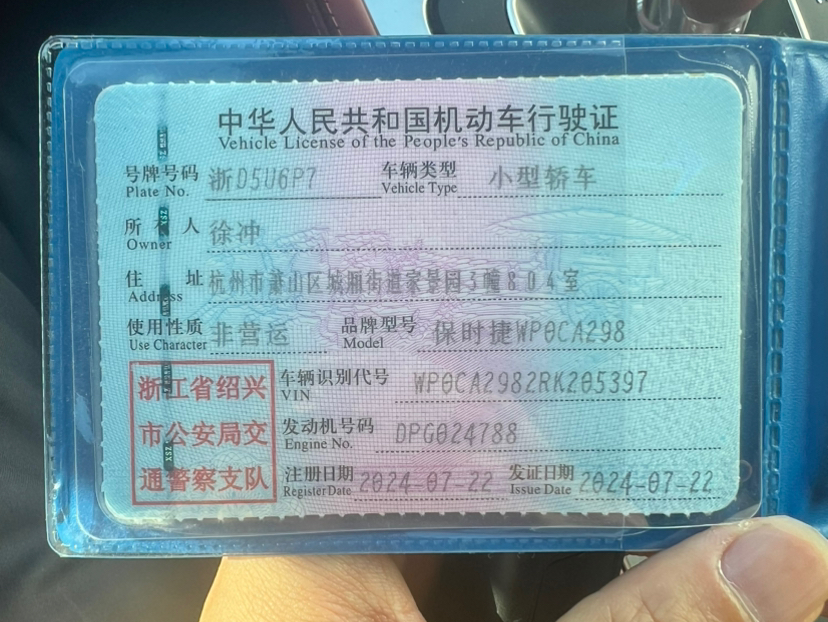 中华人民共和国机动车行驶证
Vehicle License of the People's Republic of China
号牌号码 浙D5U6P7 车辆类型 小型轿车
Plate No. Vehicle Type
所有人 徐冲
Owner
住址 杭州市萧山区城厢街道家景园3幢804室
Address
使用性质 非营运 品牌型号 保时捷WP0CA298
Use Character Model
浙江省绍兴 车辆识别代号 WP0CA2982RK205397
VIN
市公安局交 发动机号码 DPG024788
Engine No.
通警察支队 注册日期 2024-07-22 发证日期 2024-07-22
Register Date Issue Date